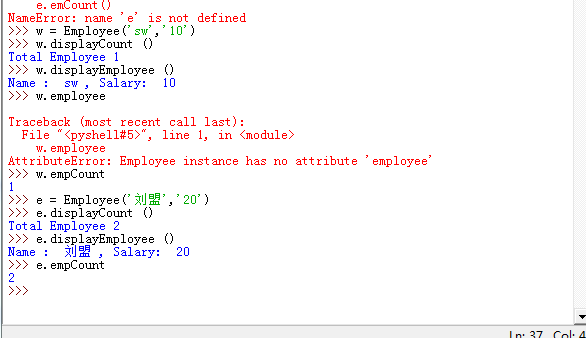 e.emCount()
NameError: name 'e' is not defined
>>> w = Employee('sw','10')
>>> w.displayCount ()
Total Employee 1
>>> w.displayEmployee ()
Name :  sw , Salary:  10
>>> w.employee
Traceback (most recent call last):
  File "<pyshell#5>", line 1, in <module>
    w.employee
AttributeError: Employee instance has no attribute 'employee'
>>> w.empCount
1
>>> e = Employee('刘盟','20')
>>> e.displayCount ()
Total Employee 2
>>> e.displayEmployee ()
Name :  刘盟 , Salary:  20
>>> e.empCount
2
>>>
Ln: 37 Col: 4